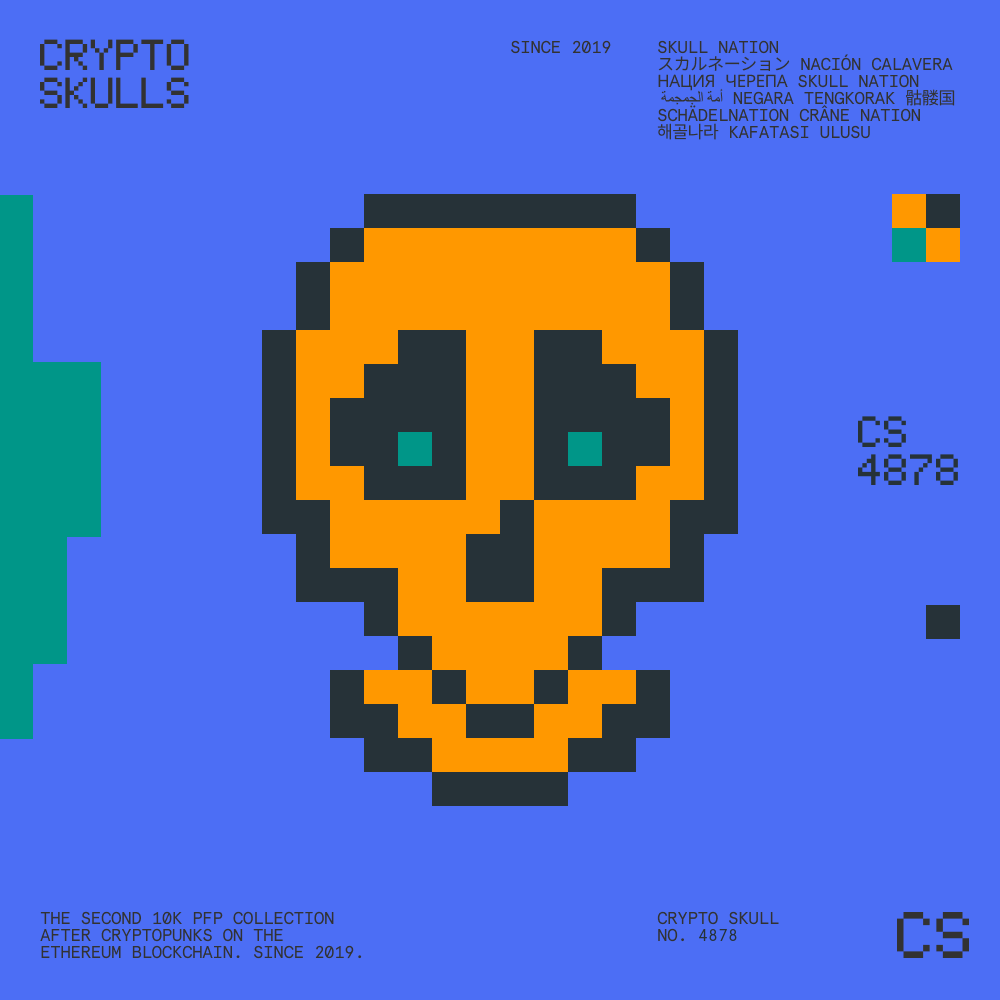 CRYPTO
SKULLS
SINCE 2019
SKULL NATION
スカルネーション NACIÓN CALAVERA
НАЦИЯ ЧЕРЕПА SKULL NATION
أمة الجمجمة NEGARA TENGKORAK 骷髅国
SCHÄDELNATION CRÂNE NATION
해골나라 KAFATASI ULUSU
CS
4878
THE SECOND 10K PFP COLLECTION
AFTER CRYPTOPUNKS ON THE
ETHEREUM BLOCKCHAIN. SINCE 2019.
CRYPTO SKULL
NO. 4878
CS